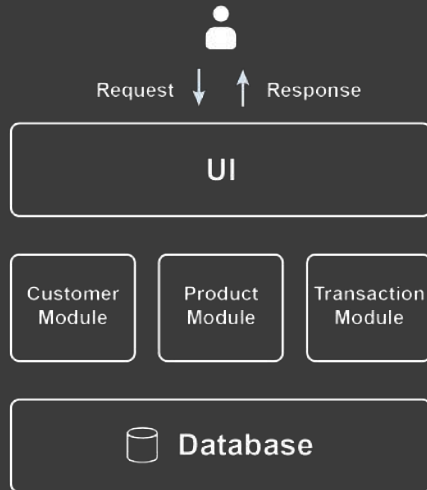 Request
Response
UI
Customer
Module
Product
Module
Transaction
Module
Database